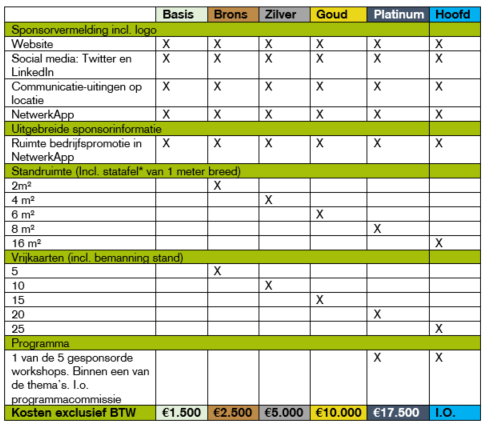 Basis Brons Zilver Goud Platinum Hoofd
Sponsorvermelding incl. logo
Website X X X X X X
Social media: Twitter en X X X X X X
LinkedIn
Communicatie-uitingen op X X X X X X
locatie
NetwerkApp X X X X X X
Uitgebreide sponsorinformatie
Ruimte bedrijfspromotie in X X X X X X
NetwerkApp
Standruimte (Incl. statafel* van 1 meter breed)
2m² X
4 m² X
6 m² X
8 m² X
16 m² X
Vrijkaarten (incl. bemanning stand)
5 X
10 X
15 X
20 X
25 X
Programma
1 van de 5 gesponsorde X X
workshops. Binnen een van
de thema's. I.o.
programmacommissie
Kosten exclusief BTW €1.500 €2.500 €5.000 €10.000 €17.500 I.O.